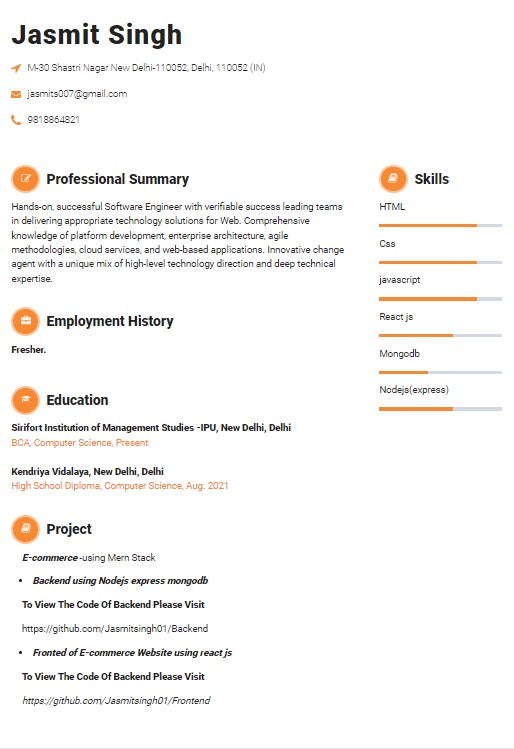 Jasmit Singh
M-30 Shastri Nagar New Delhi-110052, Delhi, 110052 (IN)
jasmits007@gmail.com
9818864821
Professional Summary
Hands-on, successful Software Engineer with verifiable success leading teams
in delivering appropriate technology solutions for Web. Comprehensive
knowledge of platform development, enterprise architecture, agile
methodologies, cloud services, and web-based applications. Innovative change
agent with a unique mix of high-level technology direction and deep technical
expertise.
Employment History
Fresher.
Education
Sirifort Institution of Management Studies -IPU, New Delhi, Delhi
BCA, Computer Science, Present
Kendriya Vidalaya, New Delhi, Delhi
High School Diploma, Computer Science, Aug. 2021
Project
E-commerce -using Mern Stack
• Backend using Nodejs express mongodb
To View The Code Of Backend Please Visit
https://github.com/Jasmitsingh01/Backend
• Fronted of E-commerce Website using react js
To View The Code Of Backend Please Visit
https://github.com/Jasmitsingh01/Frontend
Skills
HTML
Css
javascript
React js
Mongodb
Nodejs(express)